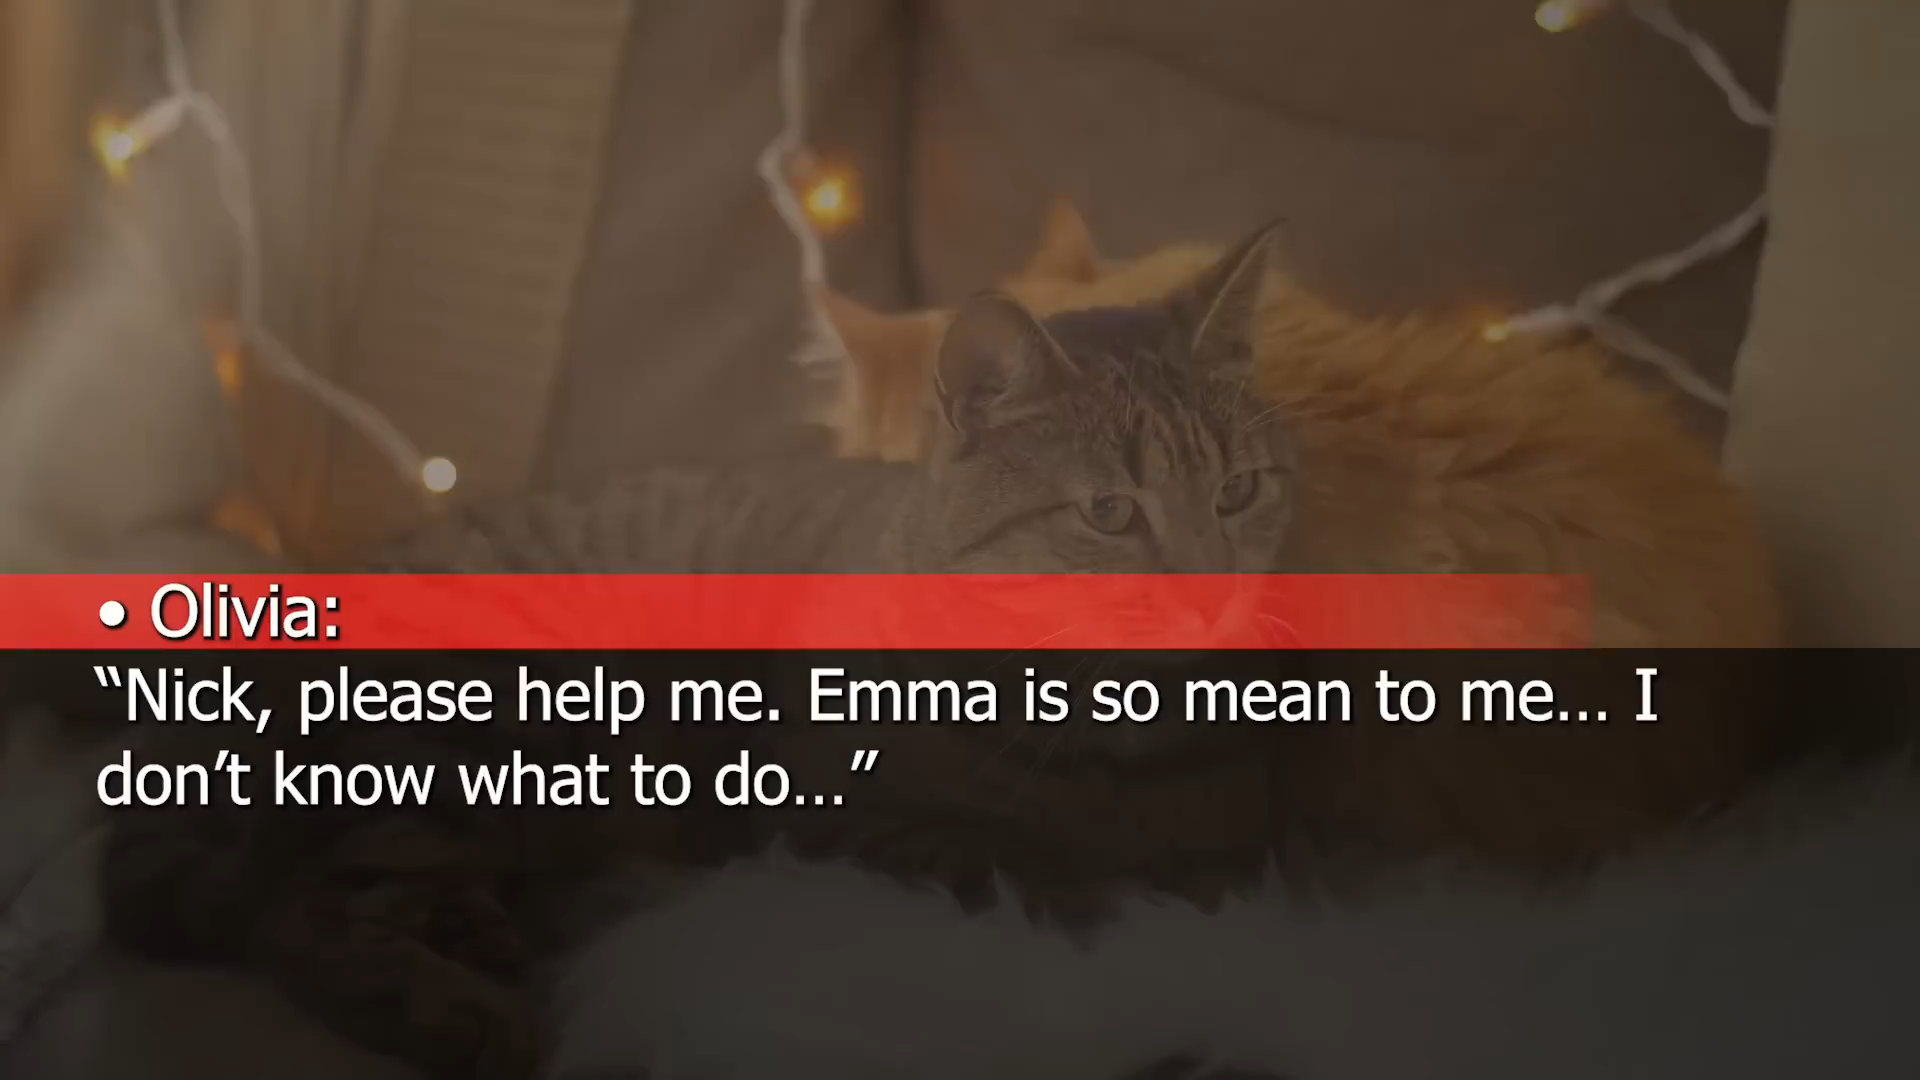 • Olivia:
“Nick, please help me. Emma is so mean to me… I
don’t know what to do…”